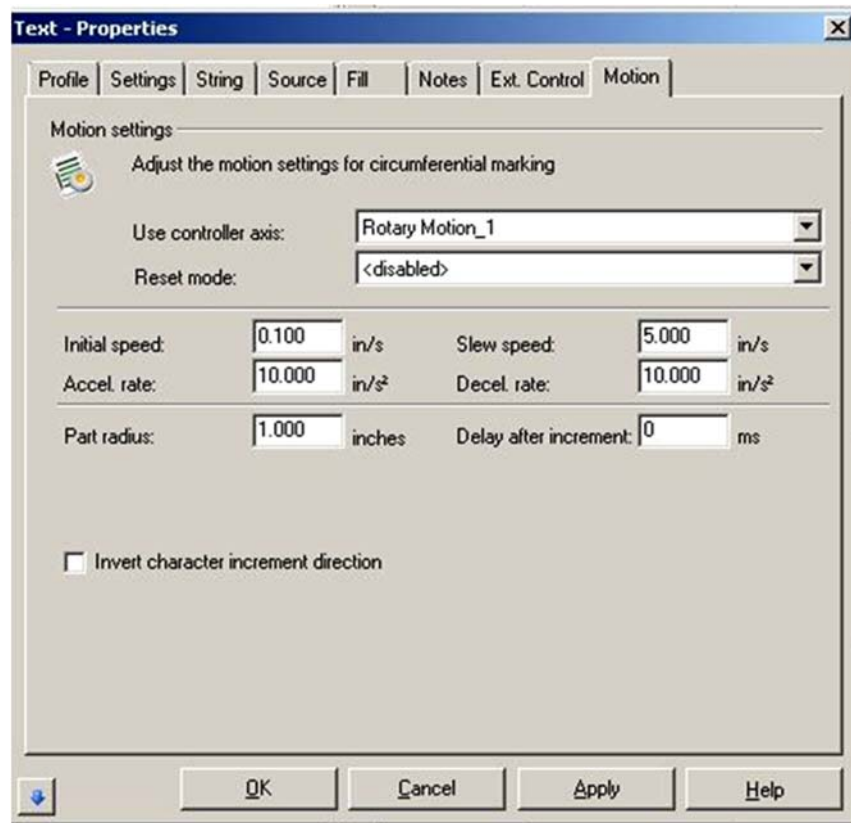 Text - Properties
Profile Settings String Source Fill Notes Ext. Control Motion
Motion settings
Adjust the motion settings for circumferential marking
Use controller axis: Rotary Motion_1
Reset mode: <disabled>
Initial speed: 0.100 in/s Slew speed: 5.000 in/s
Accel. rate: 10.000 in/s² Decel. rate: 10.000 in/s²
Part radius: 1.000 inches Delay after increment: 0 ms
Invert character increment direction
OK Cancel Apply Help